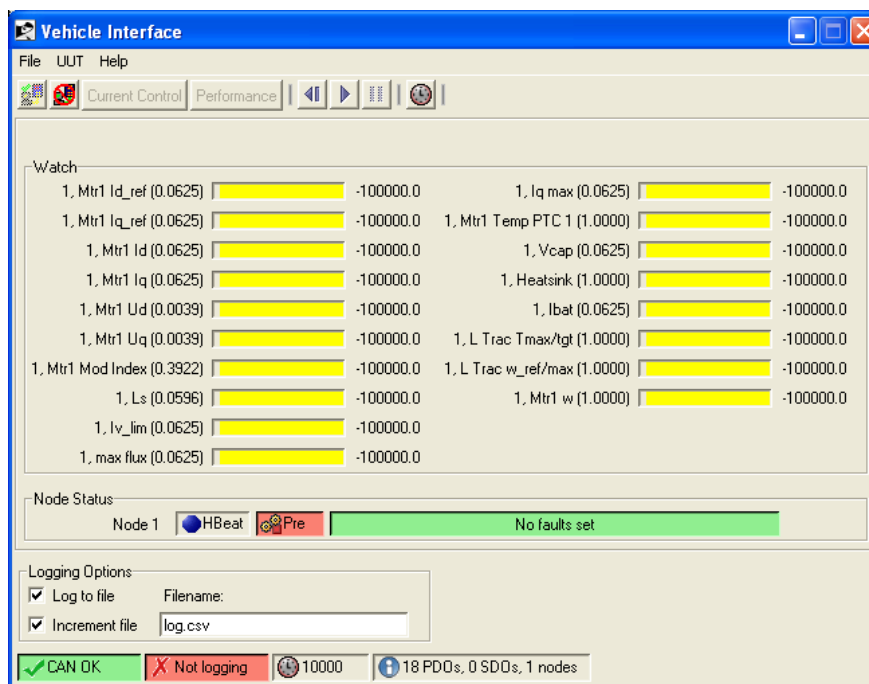 Vehicle Interface
File UUT Help
Current Control Performance
Watch
1, Mtr1 Id_ref (0.0625) -100000.0 1, Iq max (0.0625) -100000.0
1, Mtr1 Iq_ref (0.0625) -100000.0 1, Mtr1 Temp PTC 1 (1.0000) -100000.0
1, Mtr1 Id (0.0625) -100000.0 1, Vcap (0.0625) -100000.0
1, Mtr1 Iq (0.0625) -100000.0 1, Heatsink (1.0000) -100000.0
1, Mtr1 Ud (0.0039) -100000.0 1, Ibat (0.0625) -100000.0
1, Mtr1 Uq (0.0039) -100000.0 1, L Trac Tmax/tgt (1.0000) -100000.0
1, Mtr1 Mod Index (0.3922) -100000.0 1, L Trac w_ref/max (1.0000) -100000.0
1, Ls (0.0596) -100000.0 1, Mtr1 w (1.0000) -100000.0
1, Iv_lim (0.0625) -100000.0
1, max flux (0.0625) -100000.0
Node Status
Node 1 HBeat Pre No faults set
Logging Options
Log to file Filename:
Increment file log.csv
CAN OK Not logging 10000 18 PDOs, 0 SDOs, 1 nodes